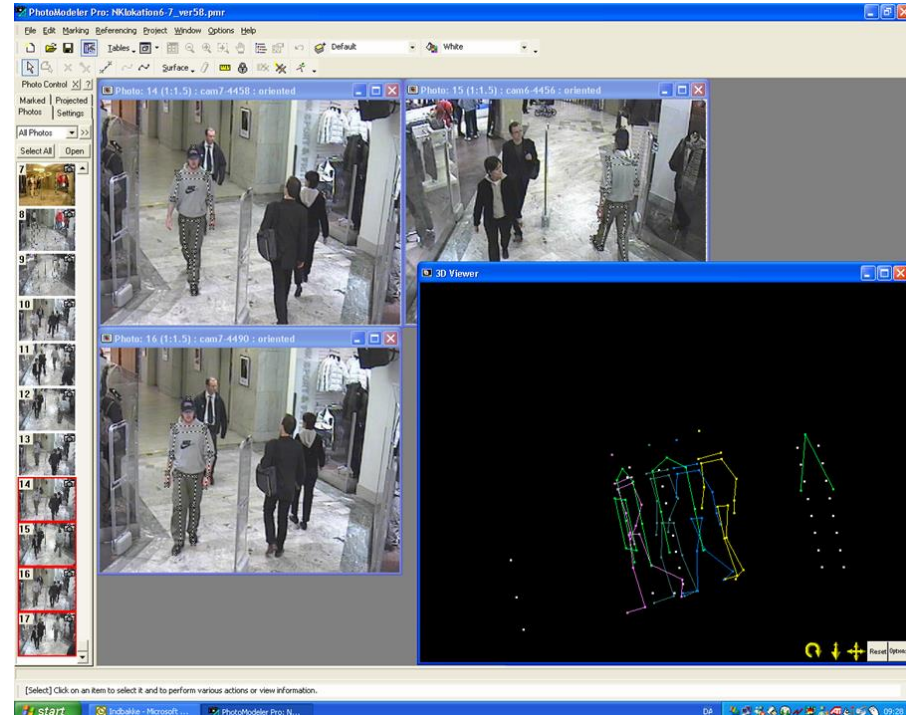 PhotoModeler Pro: NKlokation6-7_ver58.pmr
File Edit Marking Referencing Project Window Options Help
Tables Default White
Surface
Photo Control
Marked Projected
Photos Settings
All Photos >>
Select All Open
7
8
9
10
11
12
13
14
15
16
17
Photo: 14 (1:1.5) : cam7-4458 : oriented
Photo: 15 (1:1.5) : cam6-4456 : oriented
Photo: 16 (1:1.5) : cam7-4490 : oriented
3D Viewer
Reset
[Select] Click on an item to select it and to perform various actions or view information.
start Indbakke - Microsoft ... PhotoModeler Pro: N... DA 09:28